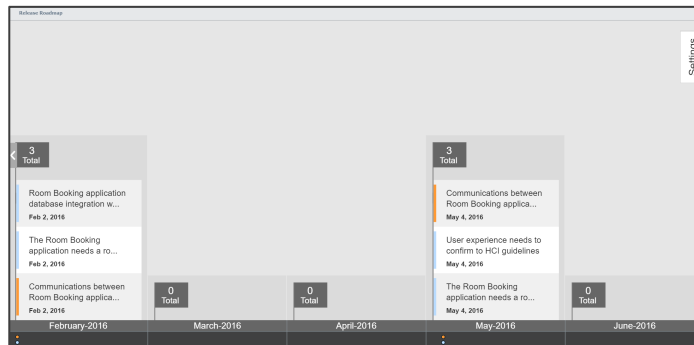 Release Roadmap
Settings
3
Total
Room Booking application
database integration w...
Feb 2, 2016
The Room Booking
application needs a ro...
Feb 2, 2016
Communications between
Room Booking applica...
Feb 2, 2016
0
Total
0
Total
3
Total
Communications between
Room Booking applica...
May 4, 2016
User experience needs to
confirm to HCI guidelines
May 4, 2016
The Room Booking
application needs a ro...
May 4, 2016
0
Total
February-2016
March-2016
April-2016
May-2016
June-2016